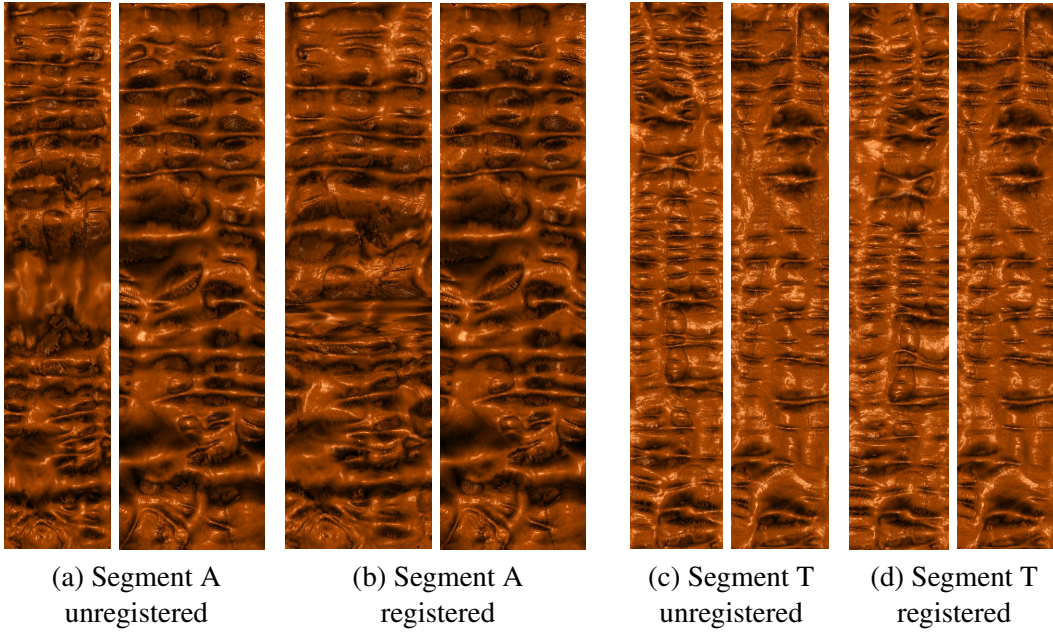 (a) Segment A
unregistered
(b) Segment A
registered
(c) Segment T
unregistered
(d) Segment T
registered